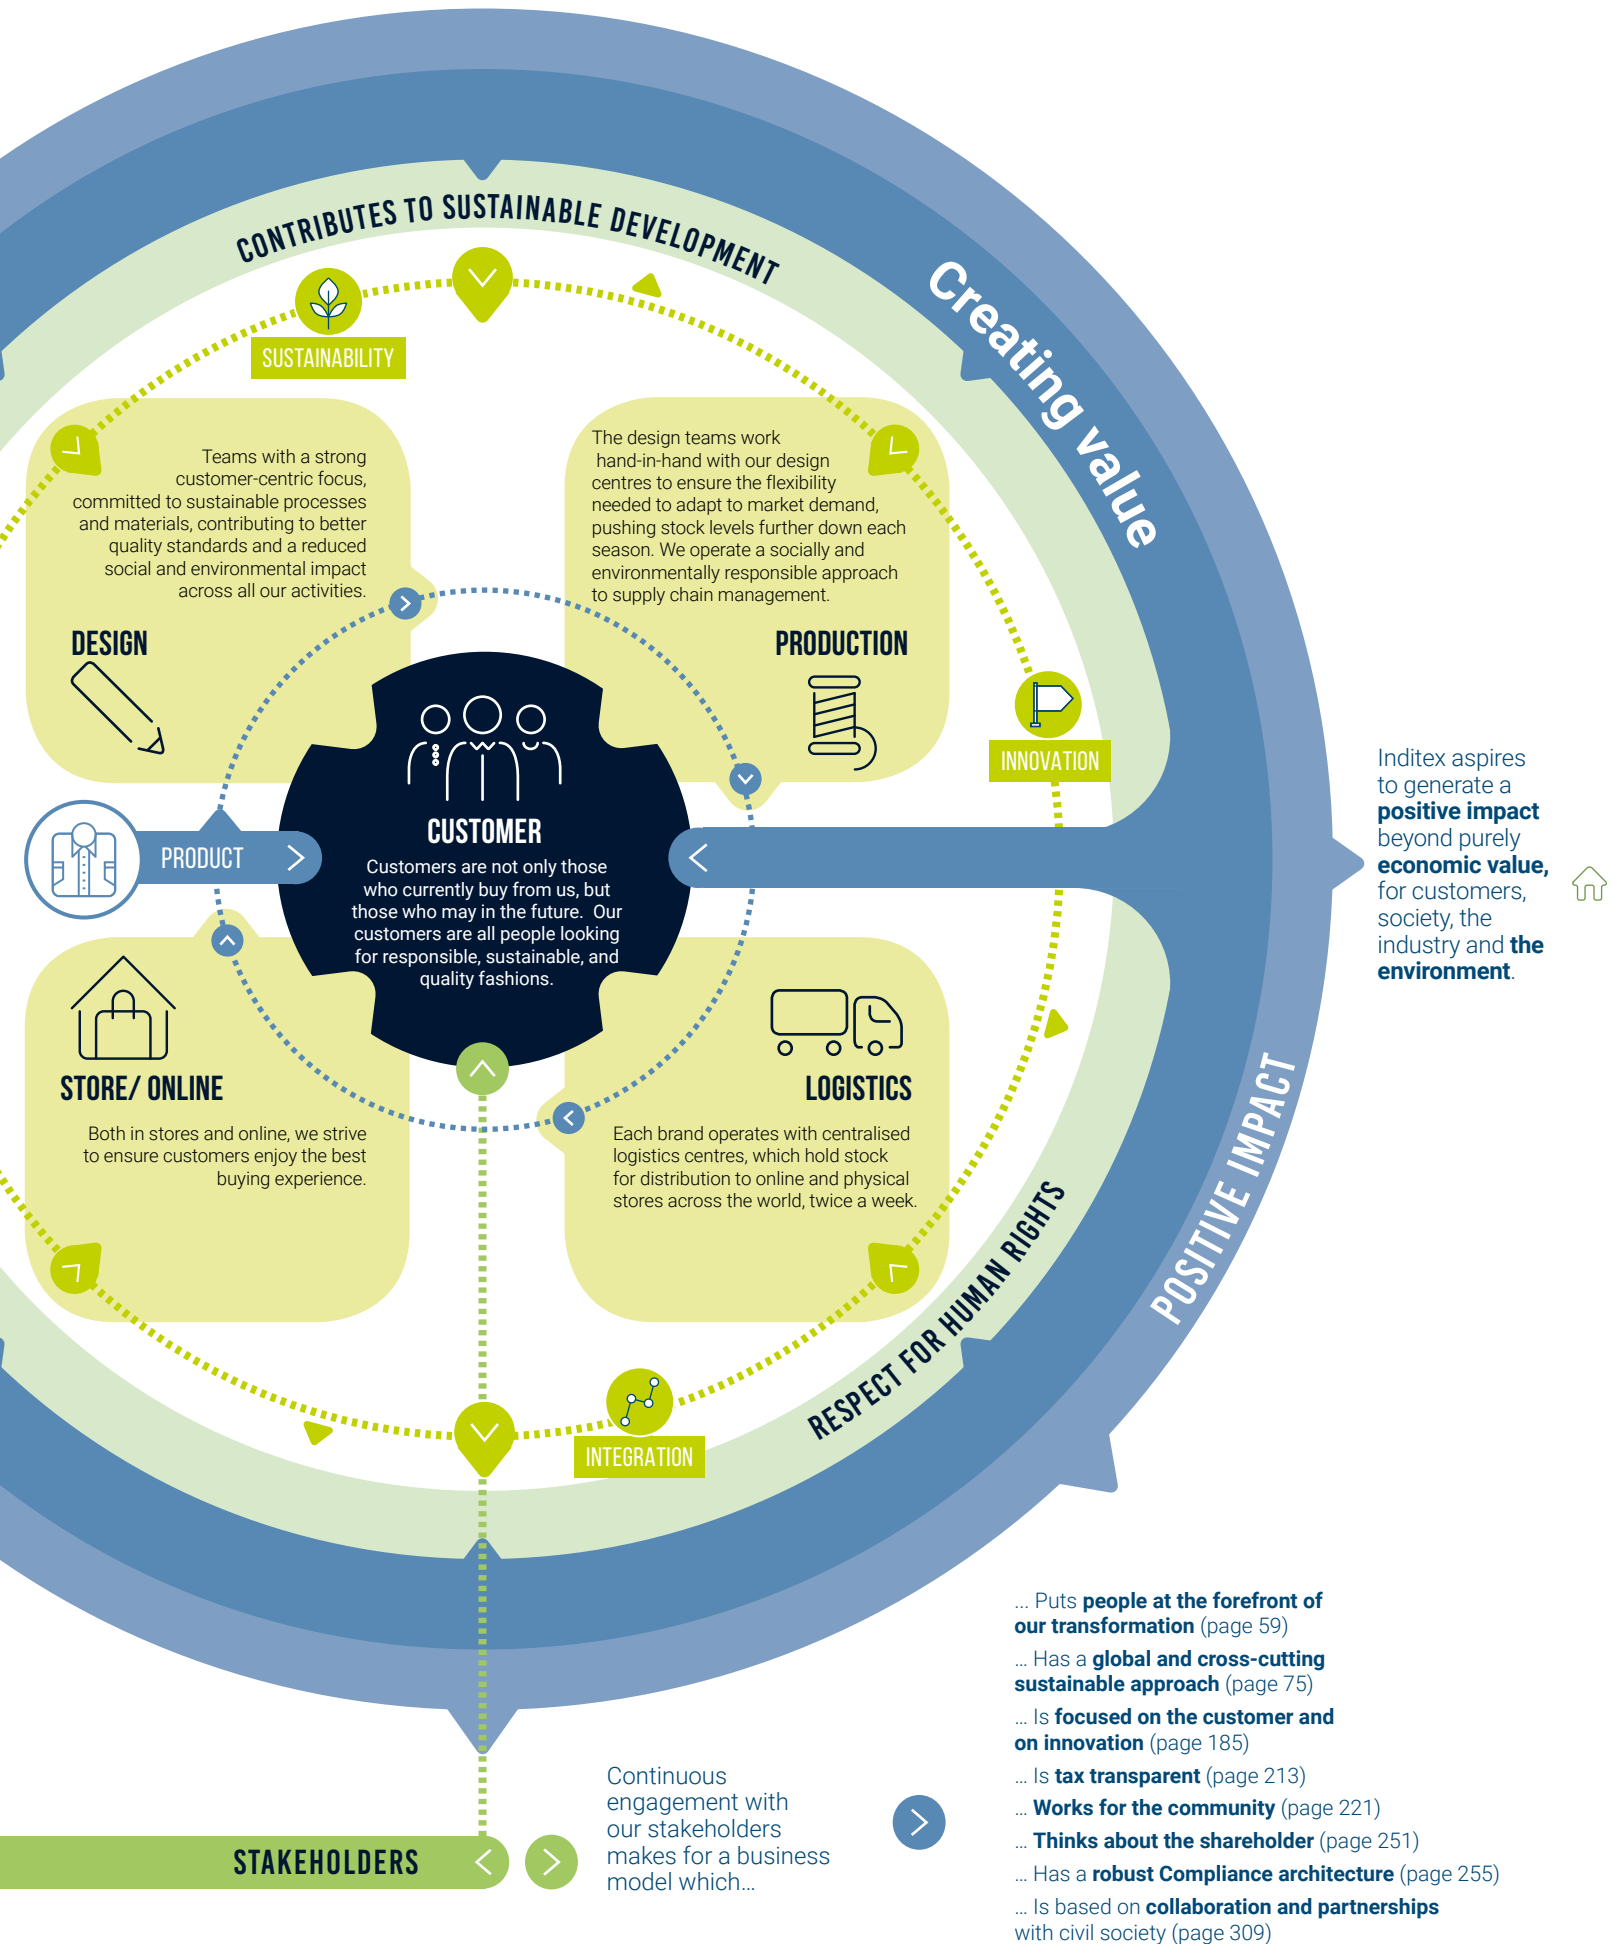 CONTRIBUTES TO SUSTAINABLE DEVELOPMENT
Creating value
SUSTAINABILITY
Teams with a strong
customer-centric focus,
committed to sustainable processes
and materials, contributing to better
quality standards and a reduced
social and environmental impact
across all our activities.
DESIGN
The design teams work
hand-in-hand with our design
centres to ensure the flexibility
needed to adapt to market demand,
pushing stock levels further down each
season. We operate a socially and
environmentally responsible approach
to supply chain management.
PRODUCTION
INNOVATION
PRODUCT
CUSTOMER
Customers are not only those
who currently buy from us, but
those who may in the future. Our
customers are all people looking
for responsible, sustainable, and
quality fashions.
Inditex aspires
to generate a
positive impact
beyond purely
economic value,
for customers,
society, the
industry and the
environment.
STORE/ ONLINE
Both in stores and online, we strive
to ensure customers enjoy the best
buying experience.
LOGISTICS
Each brand operates with centralised
logistics centres, which hold stock
for distribution to online and physical
stores across the world, twice a week.
POSITIVE IMPACT
RESPECT FOR HUMAN RIGHTS
INTEGRATION
STAKEHOLDERS
Continuous
engagement with
our stakeholders
makes for a business
model which...
... Puts people at the forefront of
our transformation (page 59)
... Has a global and cross-cutting
sustainable approach (page 75)
... Is focused on the customer and
on innovation (page 185)
... Is tax transparent (page 213)
... Works for the community (page 221)
... Thinks about the shareholder (page 251)
... Has a robust Compliance architecture (page 255)
... Is based on collaboration and partnerships
with civil society (page 309)